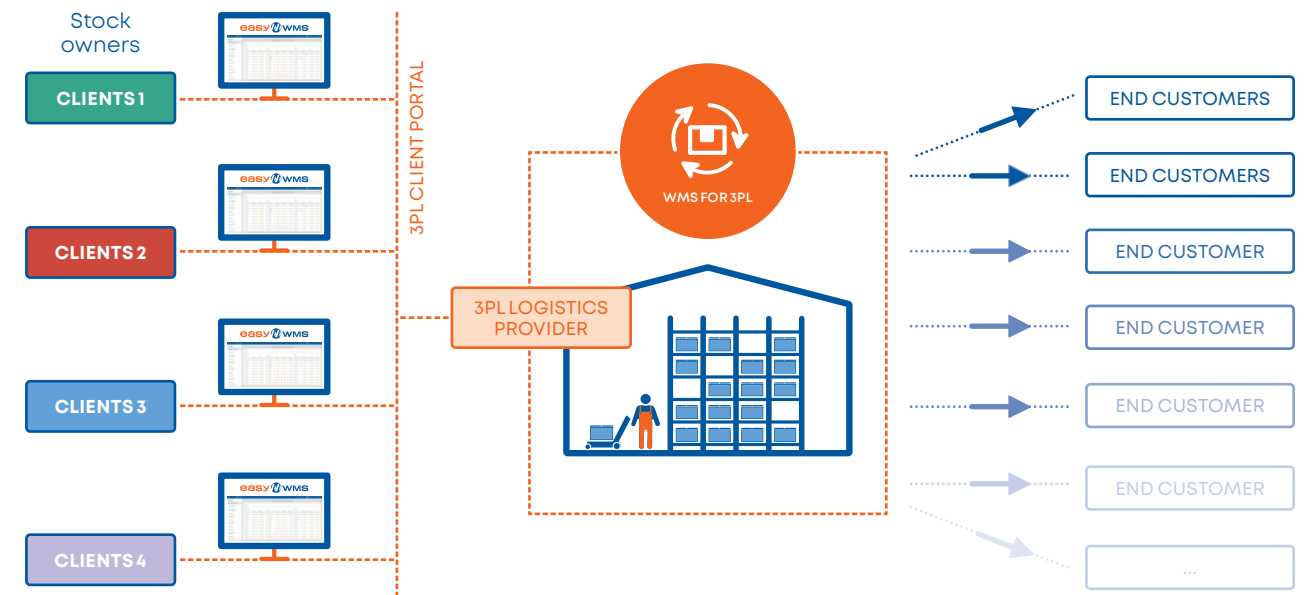 Stock
owners
easy WMS
CLIENTS 1
easy WMS
CLIENTS 2
easy WMS
CLIENTS 3
easy WMS
CLIENTS 4
3PL CLIENT PORTAL
WMS FOR 3PL
3PL LOGISTICS
PROVIDER
END CUSTOMERS
END CUSTOMERS
END CUSTOMER
END CUSTOMER
END CUSTOMER
END CUSTOMER
...